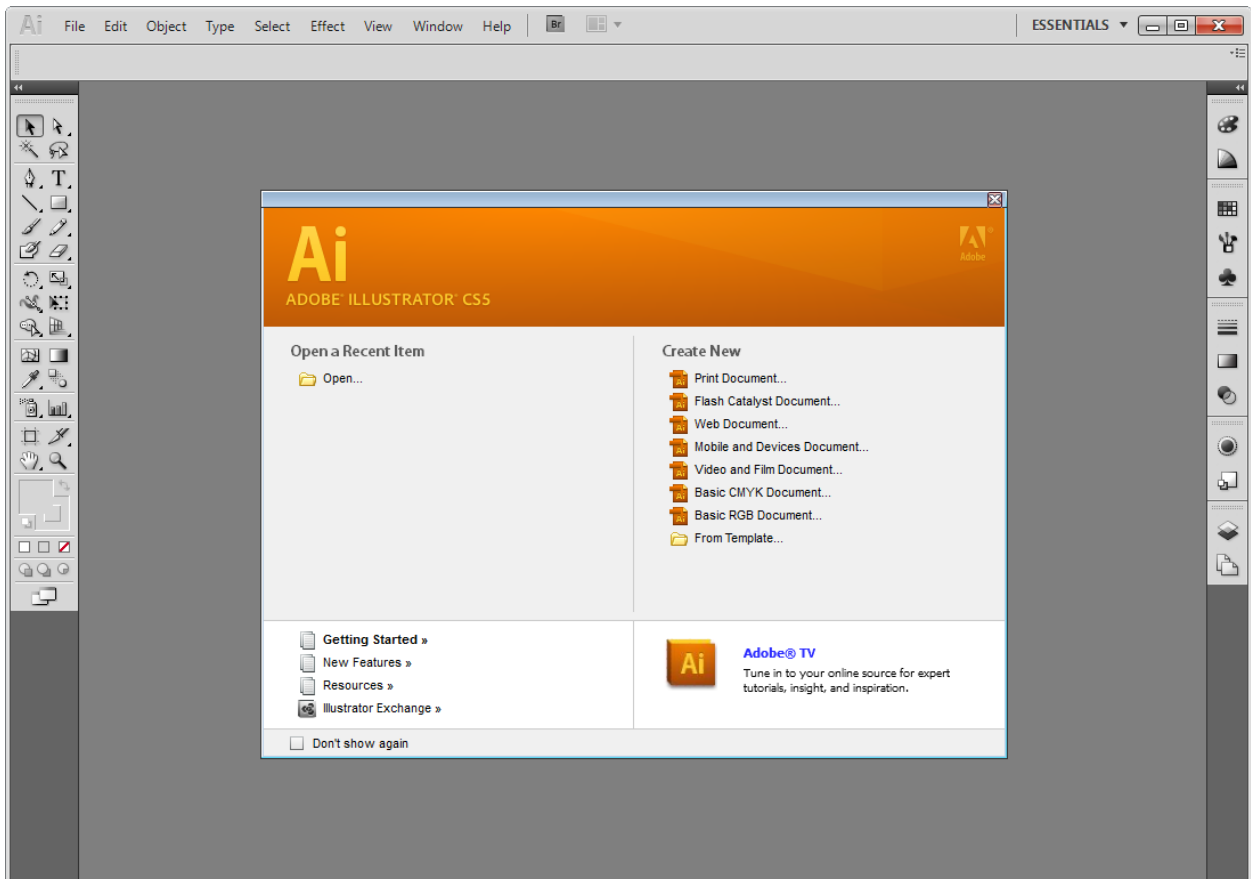 Ai File Edit Object Type Select Effect View Window Help Br ESSENTIALS
T
Ai
Adobe
ADOBE® ILLUSTRATOR® CS5
Open a Recent Item
Open...
Create New
Print Document...
Flash Catalyst Document...
Web Document...
Mobile and Devices Document...
Video and Film Document...
Basic CMYK Document...
Basic RGB Document...
From Template...
Getting Started »
New Features »
Resources »
Illustrator Exchange »
Ai
Adobe® TV
Tune in to your online source for expert
tutorials, insight, and inspiration.
Don't show again